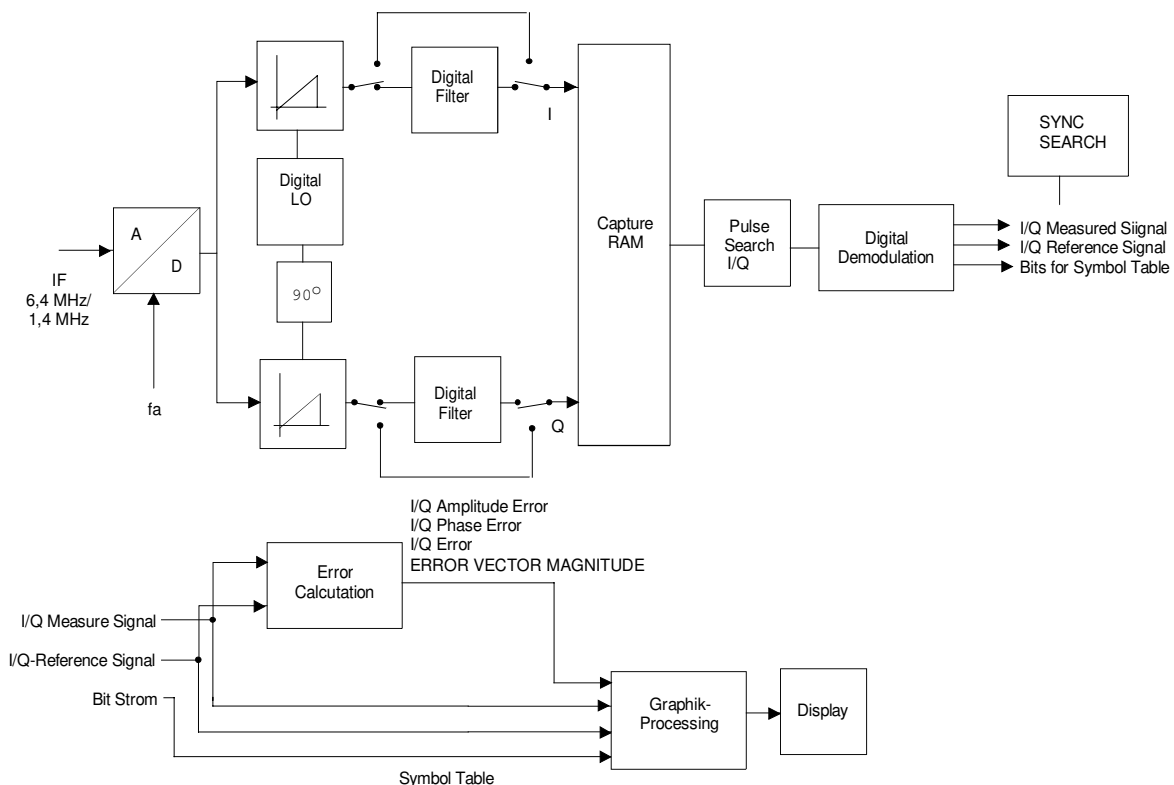 Digital
Filter
I
SYNC
SEARCH
Digital
LO
A
D
IF
6,4 MHz/
1,4 MHz
fa
90°
Capture
RAM
Pulse
Search
I/Q
Digital
Demodulation
I/Q Measured Siignal
I/Q Reference Signal
Bits for Symbol Table
Digital
Filter
Q
I/Q Amplitude Error
I/Q Phase Error
I/Q Error
ERROR VECTOR MAGNITUDE
Error
Calcutation
I/Q Measure Signal
I/Q-Reference Signal
Bit Strom
Graphik-
Processing
Display
Symbol Table